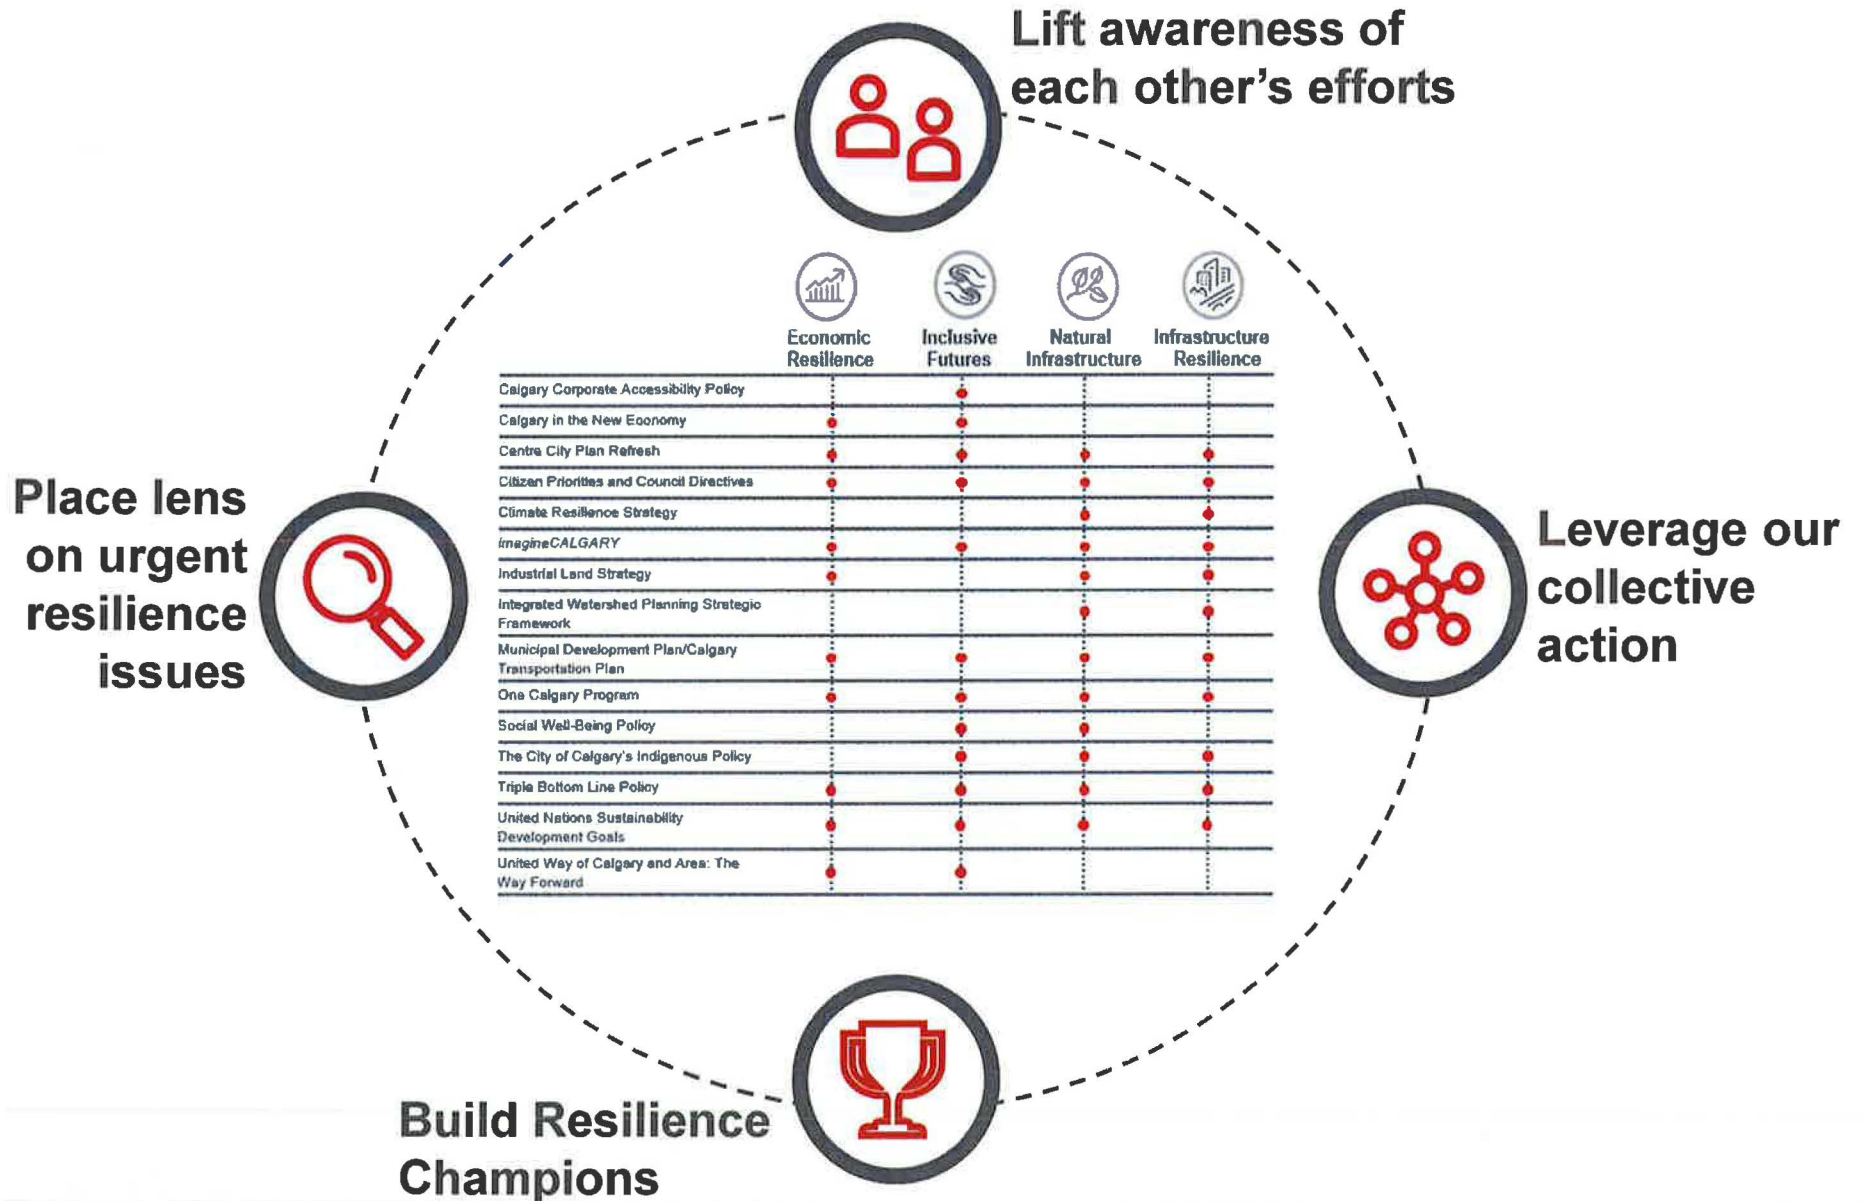 Lift awareness of
each other's efforts
Economic
Resilience
Inclusive
Futures
Natural
Infrastructure
Infrastructure
Resilience
Calgary Corporate Accessibility Policy
Calgary in the New Economy
Centre City Plan Refresh
Citizen Priorities and Council Directives
Climate Resilience Strategy
imagineCALGARY
Industrial Land Strategy
Integrated Watershed Planning Strategic
Framework
Municipal Development Plan/Calgary
Transportation Plan
One Calgary Program
Social Well-Being Policy
The City of Calgary's Indigenous Policy
Triple Bottom Line Policy
United Nations Sustainability
Development Goals
United Way of Calgary and Area: The
Way Forward
Place lens
on urgent
resilience
issues
Leverage our
collective
action
Build Resilience
Champions